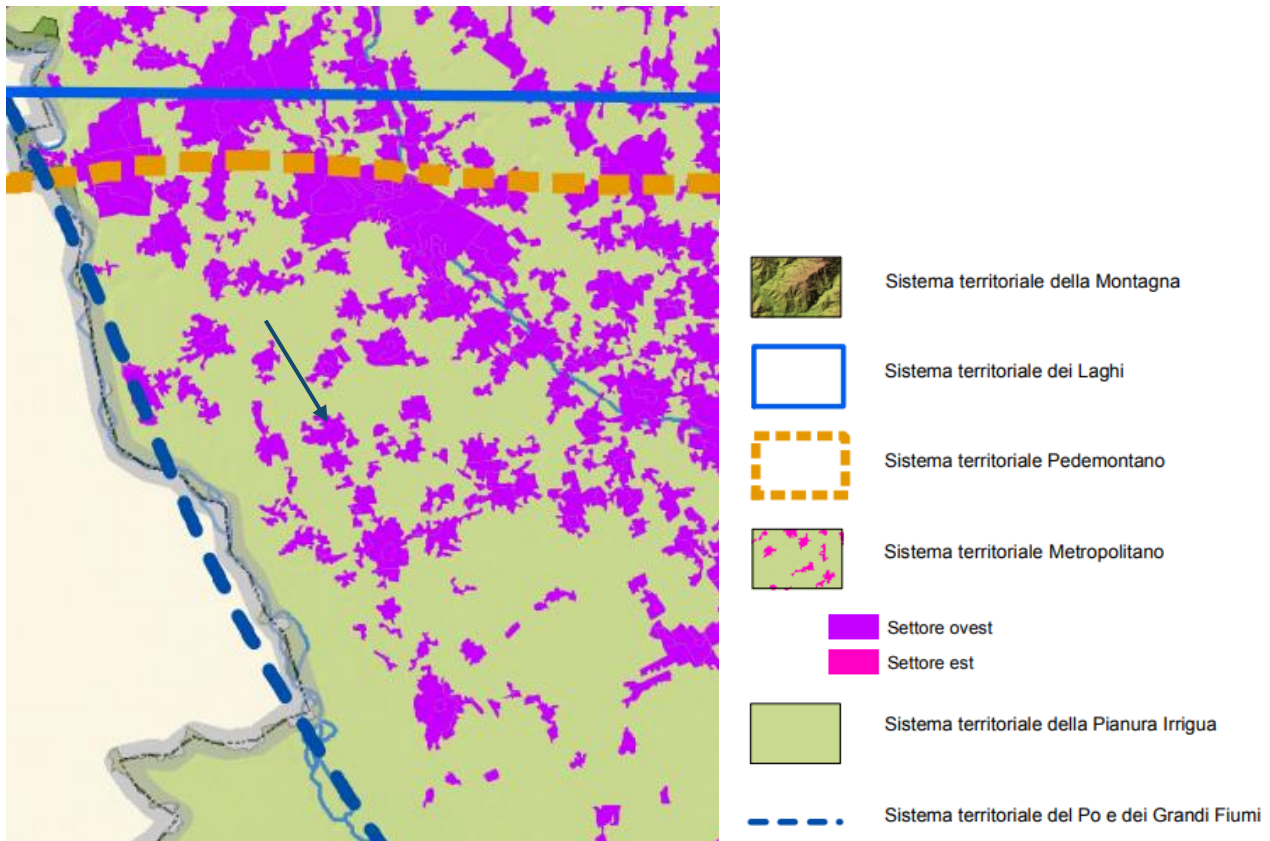 Sistema territoriale della Montagna
Sistema territoriale dei Laghi
Sistema territoriale Pedemontano
Sistema territoriale Metropolitano
Settore ovest
Settore est
Sistema territoriale della Pianura Irrigua
Sistema territoriale del Po e dei Grandi Fiumi